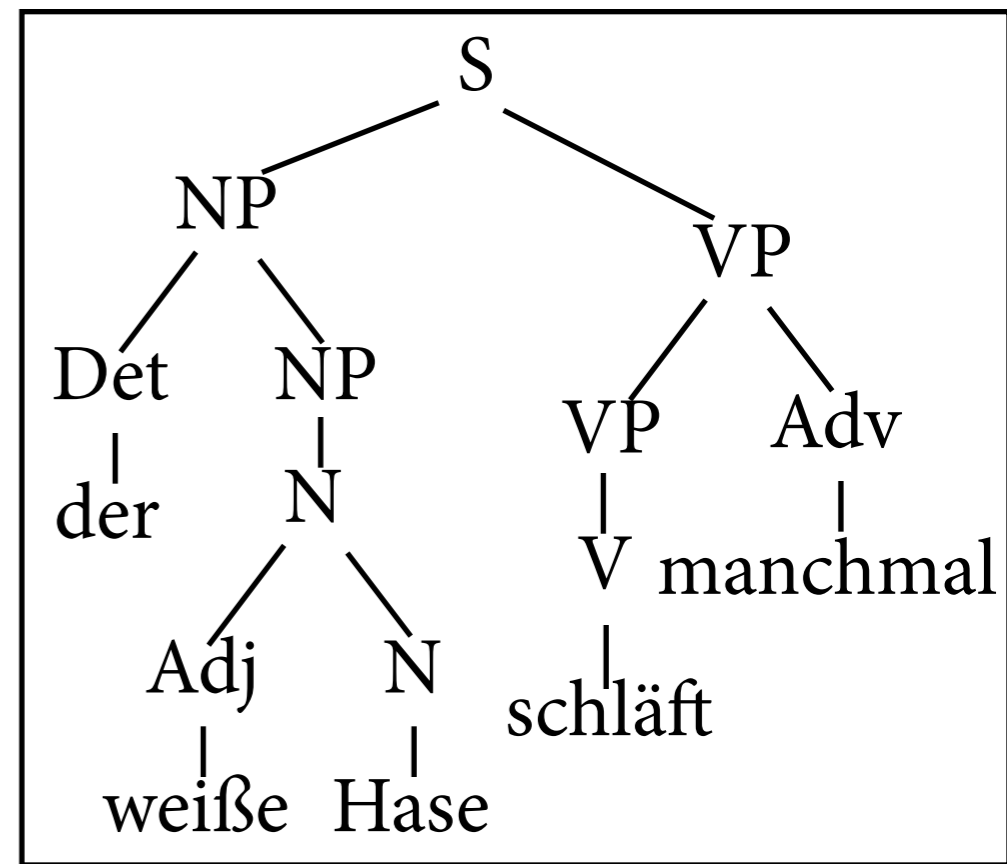 S
NP
VP
Det NP
VP Adv
der
N
V manchmal
Adj N
schläft
weiße Hase